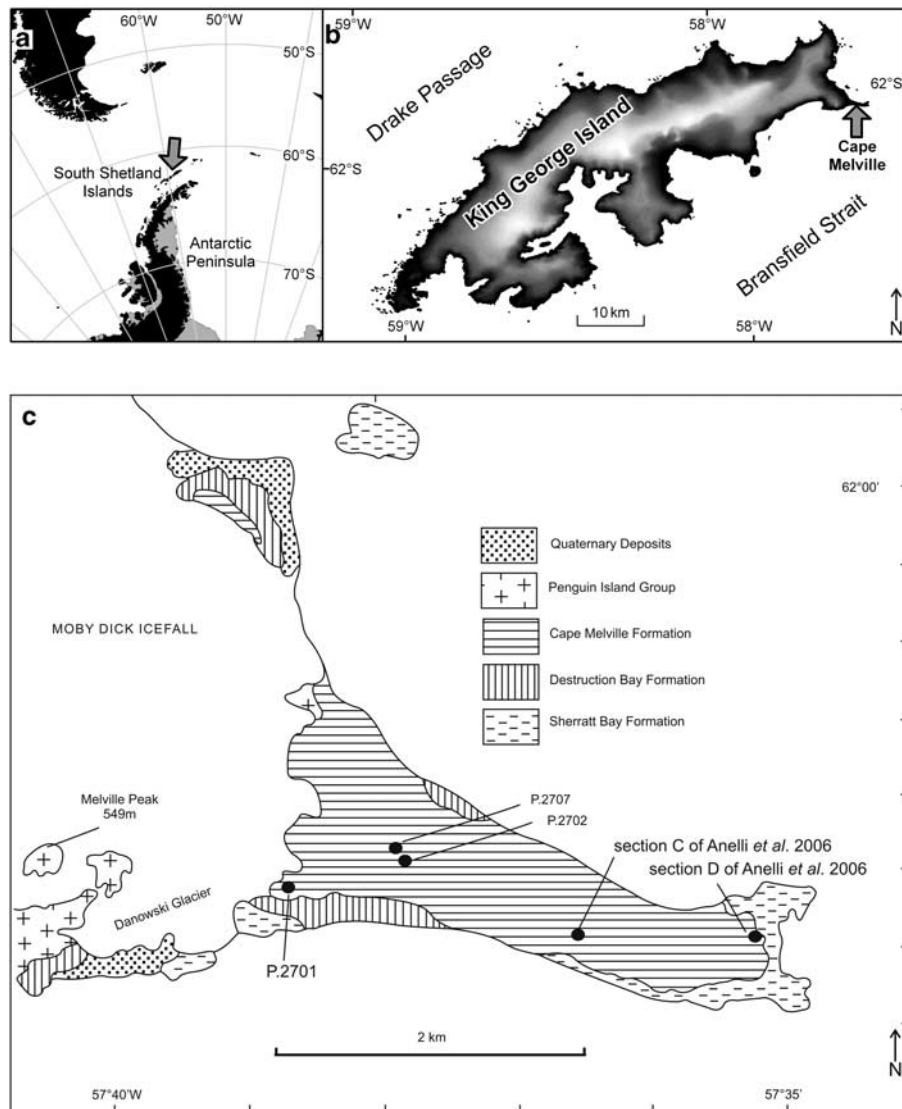 a
60°W
50°W
50°S
South Shetland
Islands
60°S
Antarctic
Peninsula
70°S
59°W
58°W
b
Drake Passage
62°S
King George Island
Cape
Melville
62°S
Bransfield Strait
10 km
59°W
58°W
N
c
62°00'
Quaternary Deposits
Penguin Island Group
MOBY DICK ICEFALL
Cape Melville Formation
Destruction Bay Formation
Sherratt Bay Formation
Melville Peak
549m
P.2707
P.2702
section C of Anelli et al. 2006
section D of Anelli et al. 2006
Danowski Glacier
P.2701
2 km
N
57°40'W
57°35'